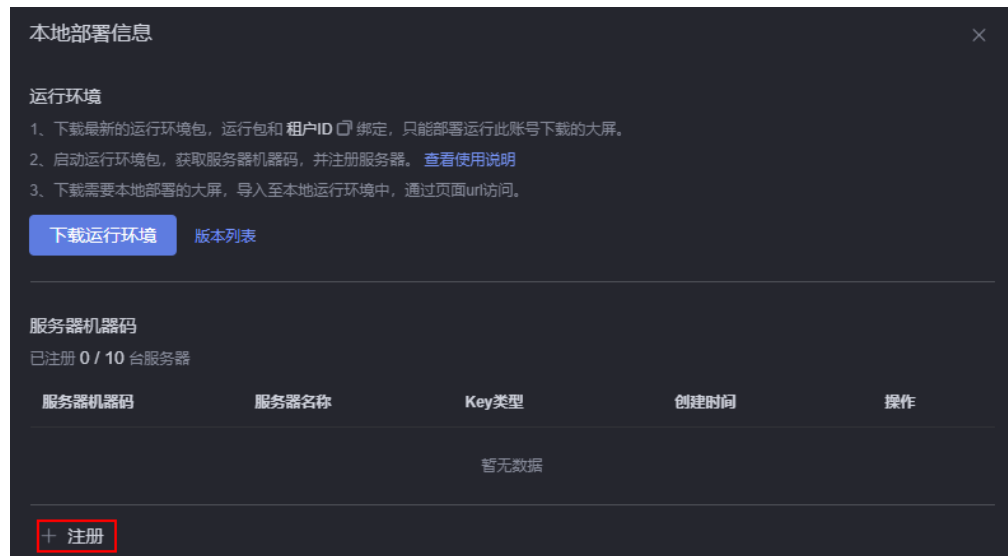 本地部署信息
运行环境
1、下载最新的运行环境包，运行包和 租户ID 绑定，只能部署运行此账号下载的大屏。
2、启动运行环境包，获取服务器机器码，并注册服务器。 查看使用说明
3、下载需要本地部署的大屏，导入至本地运行环境中，通过页面url访问。
下载运行环境 版本列表
服务器机器码
已注册 0 / 10 台服务器
服务器机器码 服务器名称 Key类型 创建时间 操作
暂无数据
+ 注册